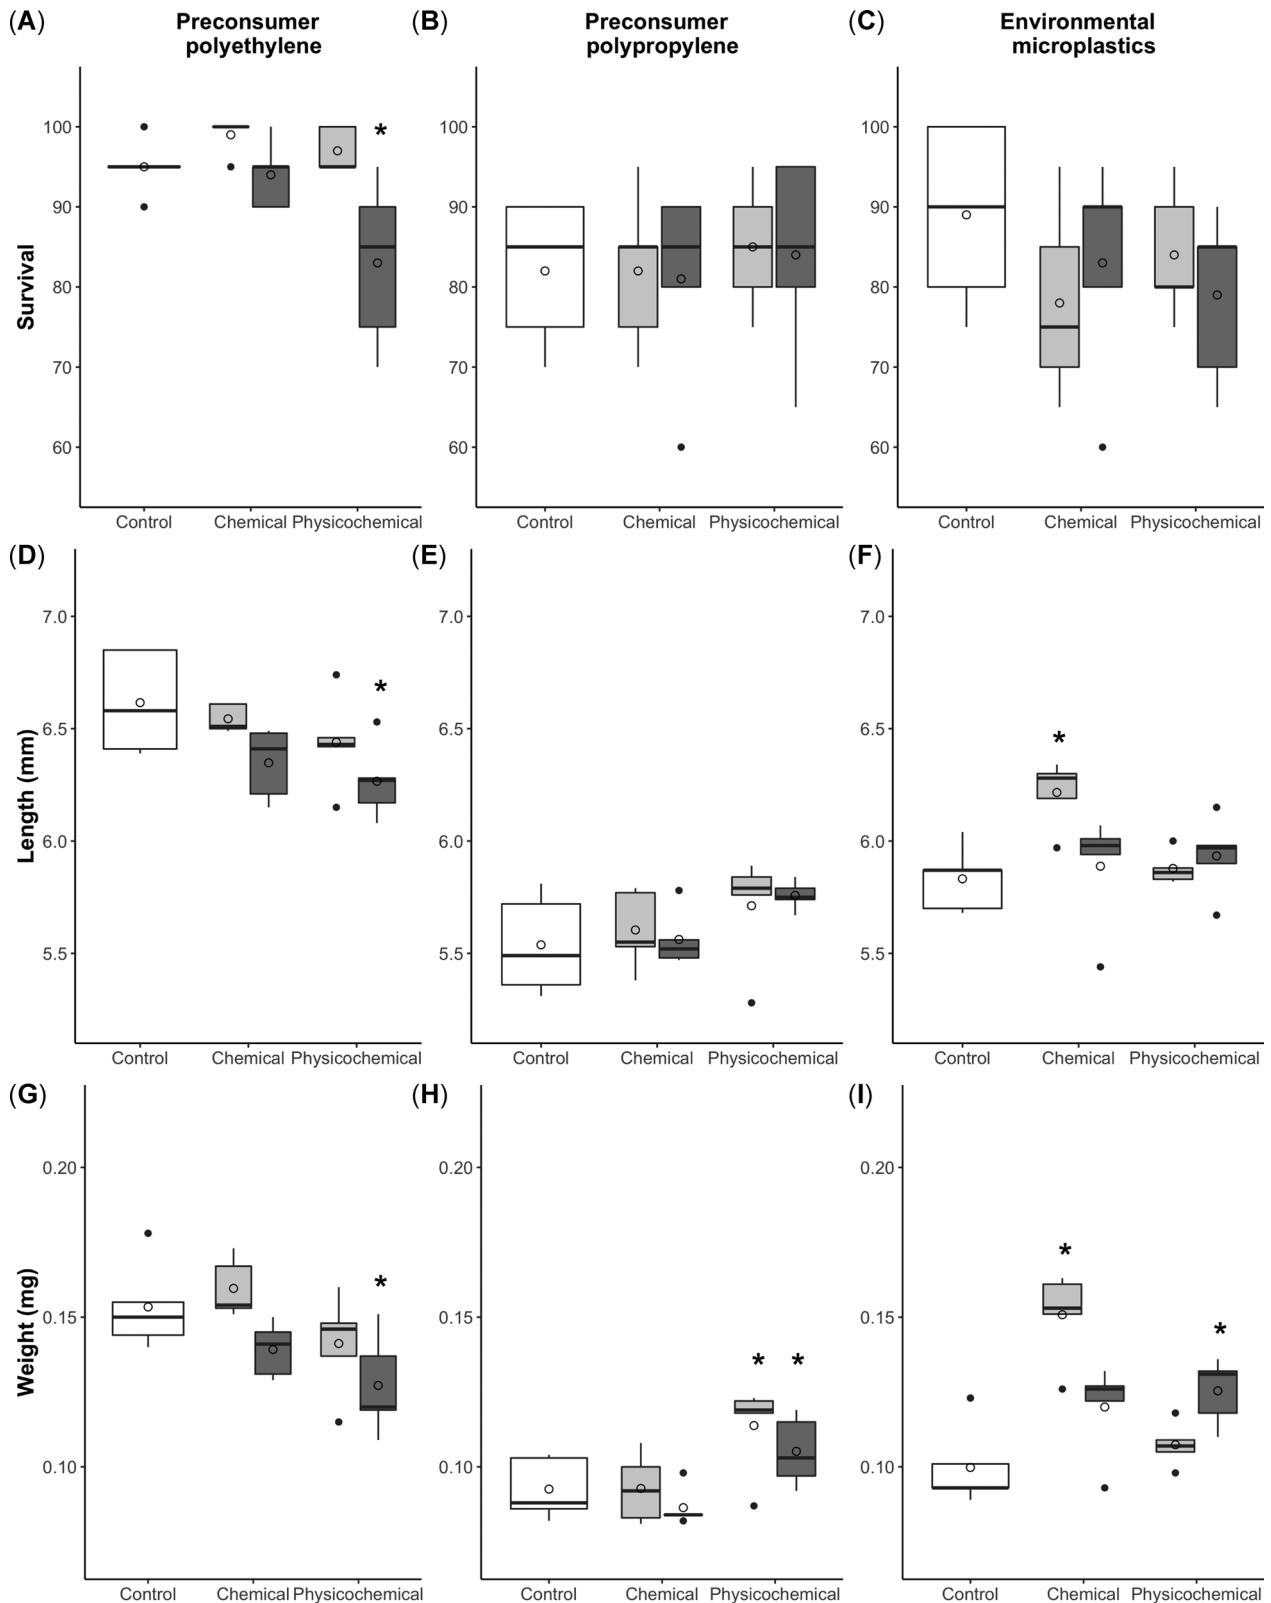 (A) Preconsumer polyethylene
(B) Preconsumer polypropylene
(C) Environmental microplastics
Survival
100
90
80
70
60
Control Chemical Physicochemical
*
100
90
80
70
60
Control Chemical Physicochemical
100
90
80
70
60
Control Chemical Physicochemical
(D)
Length (mm)
7.0
6.5
6.0
5.5
Control Chemical Physicochemical
*
(E)
7.0
6.5
6.0
5.5
Control Chemical Physicochemical
(F)
7.0
6.5
6.0
5.5
Control Chemical Physicochemical
*
(G)
Weight (mg)
0.20
0.15
0.10
Control Chemical Physicochemical
*
(H)
0.20
0.15
0.10
Control Chemical Physicochemical
* *
(I)
0.20
0.15
0.10
Control Chemical Physicochemical
*
*